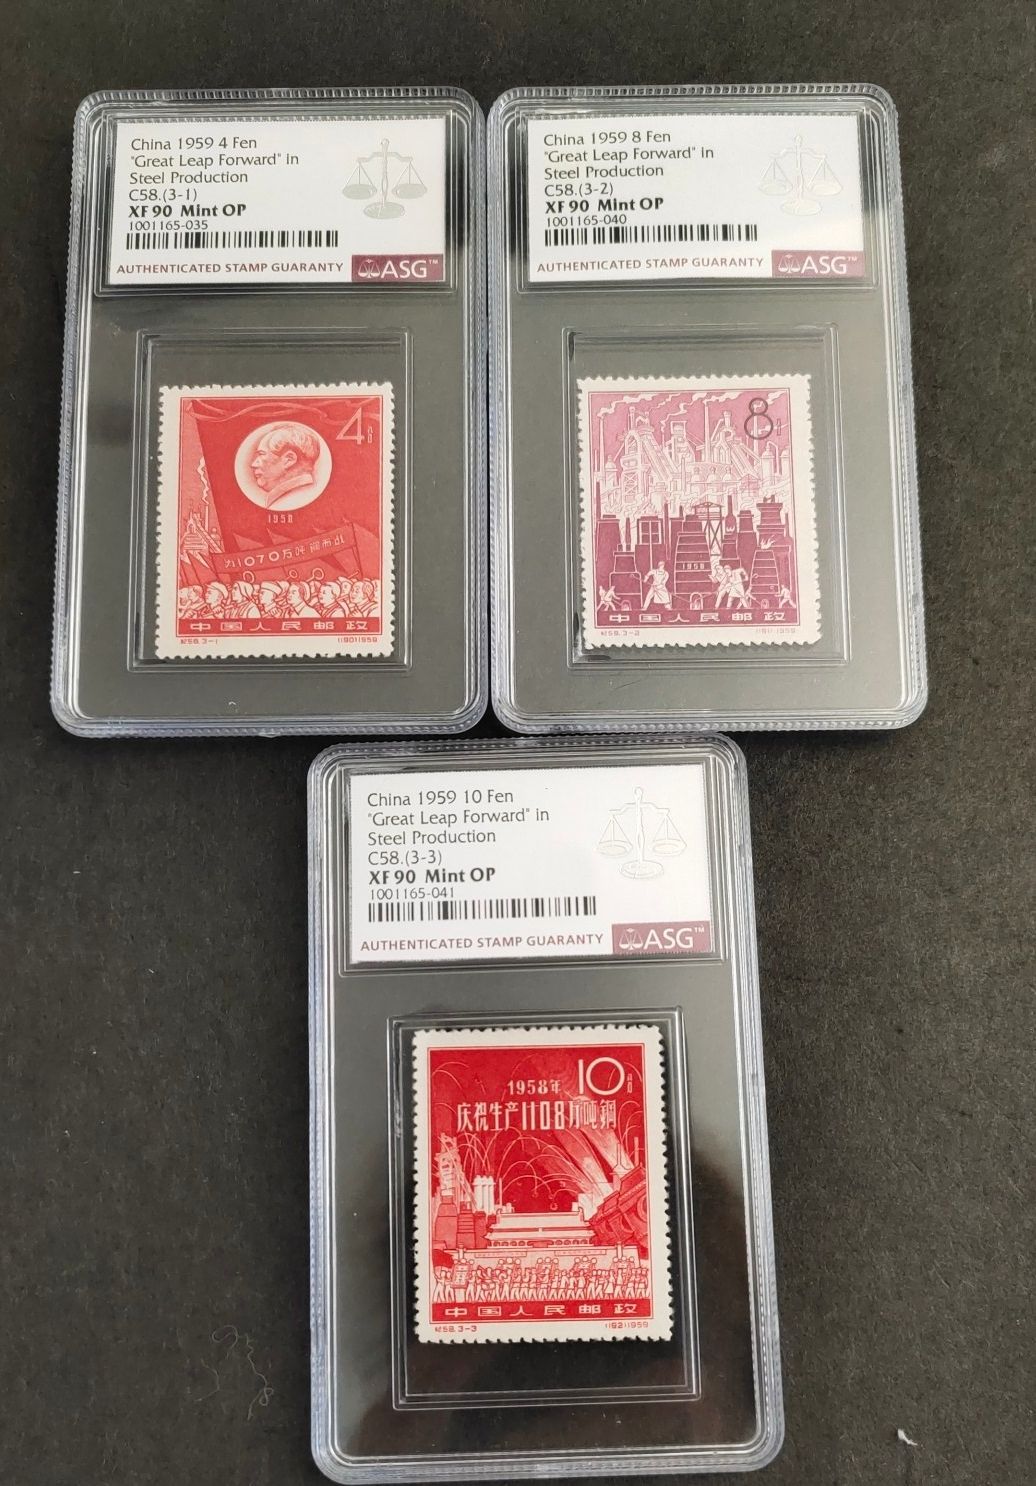 China 1959 4 Fen
"Great Leap Forward" in
Steel Production
C58.(3-1)
XF 90 Mint OP
1001165-035
AUTHENTICATED STAMP GUARANTY
ASG™
4分
1958
为1070万吨钢而战
中国人民邮政
纪58.3-1
(190)1959
China 1959 8 Fen
"Great Leap Forward" in
Steel Production
C58.(3-2)
XF 90 Mint OP
1001165-040
AUTHENTICATED STAMP GUARANTY
ASG™
8分
1958
中国人民邮政
纪58.3-2
(191)1959
China 1959 10 Fen
"Great Leap Forward" in
Steel Production
C58.(3-3)
XF 90 Mint OP
1001165-041
AUTHENTICATED STAMP GUARANTY
ASG™
1958年 10分
庆祝生产1108万吨鋼
中国人民邮政
纪58.3-3
(192)1959